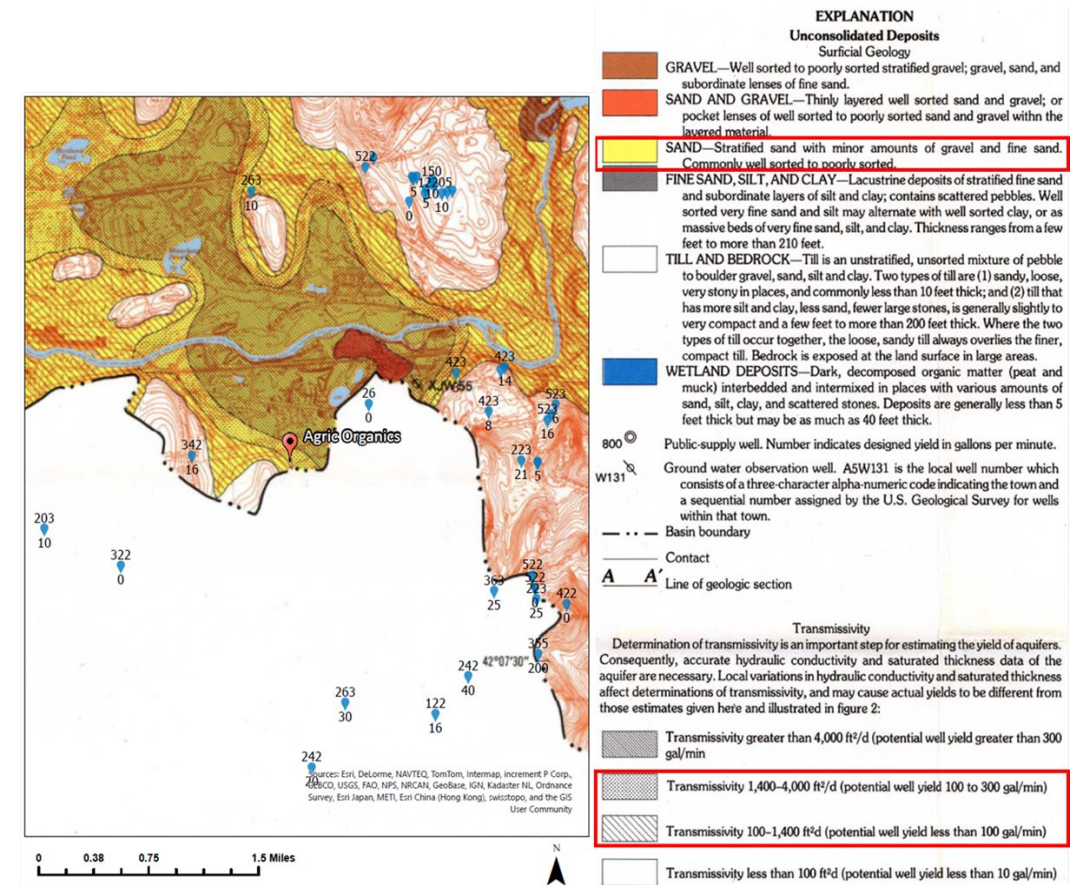 EXPLANATION
Unconsolidated Deposits
Surficial Geology
GRAVEL—Well sorted to poorly sorted stratified gravel; gravel, sand, and
subordinate lenses of fine sand.
SAND AND GRAVEL—Thinly layered well sorted sand and gravel; or
pocket lenses of well sorted to poorly sorted sand and gravel withn the
layered material.
SAND—Stratified sand with minor amounts of gravel and fine sand.
Commonly well sorted to poorly sorted.
FINE SAND, SILT, AND CLAY—Lacustrine deposits of stratified fine sand
and subordinate layers of silt and clay; contains scattered pebbles. Well
sorted very fine sand and silt may alternate with well sorted clay, or as
massive beds of very fine sand, silt, and clay. Thickness ranges from a few
feet to more than 210 feet.
TILL AND BEDROCK—Till is an unstratified, unsorted mixture of pebble
to boulder gravel, sand, silt and clay. Two types of till are (1) sandy, loose,
very stony in places, and commonly less than 10 feet thick; and (2) till that
has more silt and clay, less sand, fewer large stones, is generally slightly to
very compact and a few feet to more than 200 feet thick. Where the two
types of till occur together, the loose, sandy till always overlies the finer,
compact till. Bedrock is exposed at the land surface in large areas.
WETLAND DEPOSITS—Dark, decomposed organic matter (peat and
muck) interbedded and intermixed in places with various amounts of
sand, silt, clay, and scattered stones. Deposits are generally less than 5
feet thick but may be as much as 40 feet thick.
800
Public-supply well. Number indicates designed yield in gallons per minute.
W131
Ground water observation well. A5W131 is the local well number which
consists of a three-character alpha-numeric code indicating the town and
a sequential number assigned by the U.S. Geological Survey for wells
within that town.
Basin boundary
Contact
A A'
Line of geologic section
Transmissivity
Determination of transmissivity is an important step for estimating the yield of aquifers.
Consequently, accurate hydraulic conductivity and saturated thickness data of the
aquifer are necessary. Local variations in hydraulic conductivity and saturated thickness
affect determinations of transmissivity, and may cause actual yields to be different from
those estimates given here and illustrated in figure 2:
Transmissivity greater than 4,000 ft²/d (potential well yield greater than 300
gal/min
Transmissivity 1,400–4,000 ft²/d (potential well yield 100 to 300 gal/min)
Transmissivity 100–1,400 ft²d (potential well yield less than 100 gal/min)
Transmissivity less than 100 ft²d (potential well yield less than 10 gal/min)
522
150
205
5
10
0
5
10
263
10
423
423
14
XJW55
26
0
423
8
523
6
16
Agric Organics
342
16
223
21
5
203
10
322
0
522
322
223
0
25
363
25
422
0
355
200
42°07'30"
242
40
263
30
122
16
242
Sources: Esri, DeLorme, NAVTEQ, TomTom, Intermap, increment P Corp.,
GEBCO, USGS, FAO, NPS, NRCAN, GeoBase, IGN, Kadaster NL, Ordnance
Survey, Esri Japan, METI, Esri China (Hong Kong), swisstopo, and the GIS
User Community
0 0.38 0.75 1.5 Miles
N